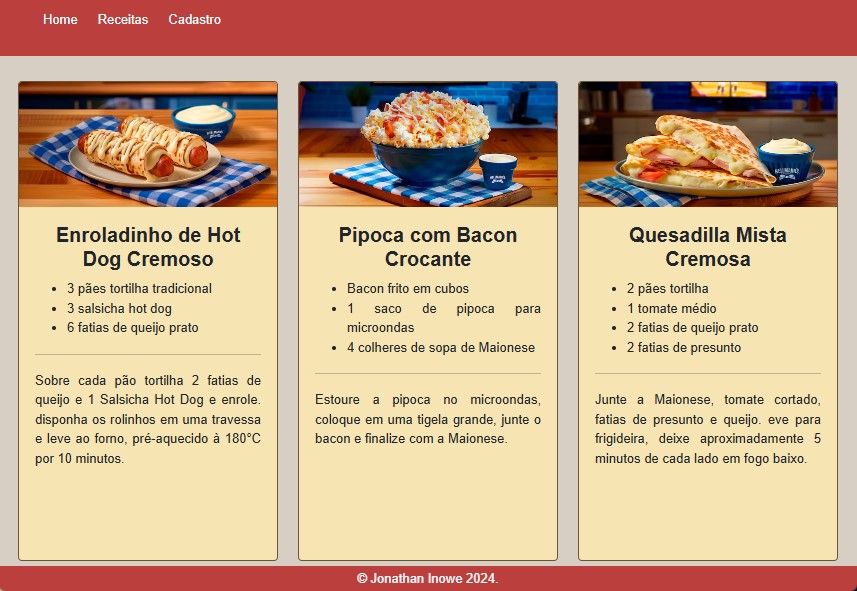 Home Receitas Cadastro
Enroladinho de Hot
Dog Cremoso
3 pães tortilha tradicional
3 salsicha hot dog
6 fatias de queijo prato
Sobre cada pão tortilha 2 fatias de
queijo e 1 Salsicha Hot Dog e enrole.
disponha os rolinhos em uma travessa
e leve ao forno, pré-aquecido à 180°C
por 10 minutos.
Pipoca com Bacon
Crocante
Bacon frito em cubos
1 saco de pipoca para
microondas
4 colheres de sopa de Maionese
Estoure a pipoca no microondas,
coloque em uma tigela grande, junte o
bacon e finalize com a Maionese.
Quesadilla Mista
Cremosa
2 pães tortilha
1 tomate médio
2 fatias de queijo prato
2 fatias de presunto
Junte a Maionese, tomate cortado,
fatias de presunto e queijo. eve para
frigideira, deixe aproximadamente 5
minutos de cada lado em fogo baixo.
© Jonathan Inowe 2024.